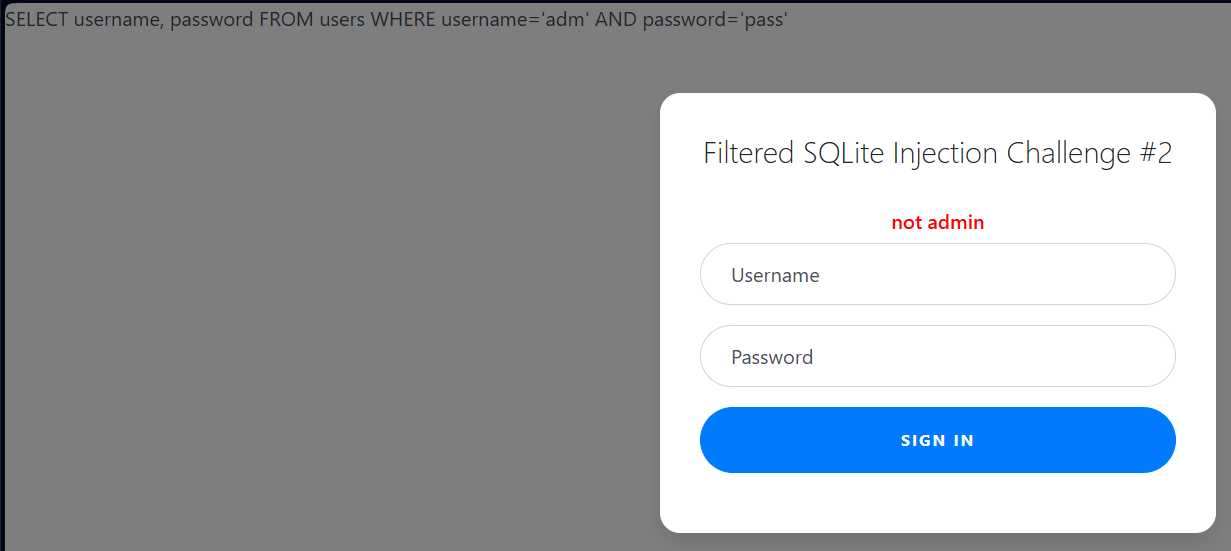 SELECT username, password FROM users WHERE username='adm' AND password='pass'
Filtered SQLite Injection Challenge #2
not admin
Username
Password
SIGN IN